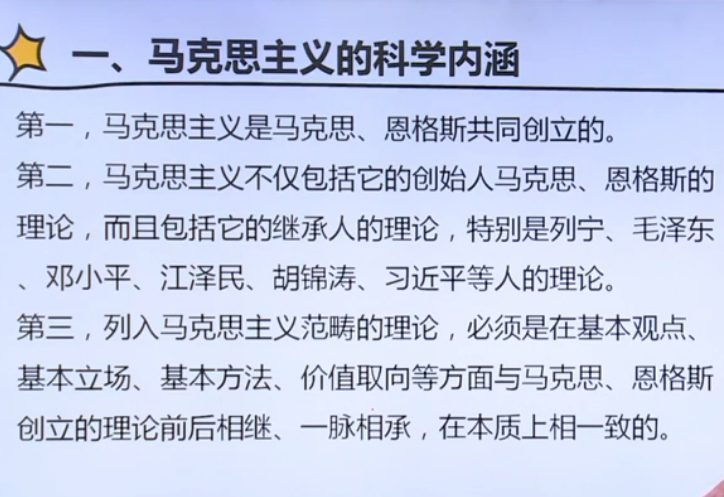 一、马克思主义的科学内涵
第一，马克思主义是马克思、恩格斯共同创立的。
第二，马克思主义不仅包括它的创始人马克思、恩格斯的
理论，而且包括它的继承人的理论，特别是列宁、毛泽东
、邓小平、江泽民、胡锦涛、习近平等人的理论。
第三，列入马克思主义范畴的理论，必须是在基本观点、
基本立场、基本方法、价值取向等方面与马克思、恩格斯
创立的理论前后相继、一脉相承，在本质上相一致的。